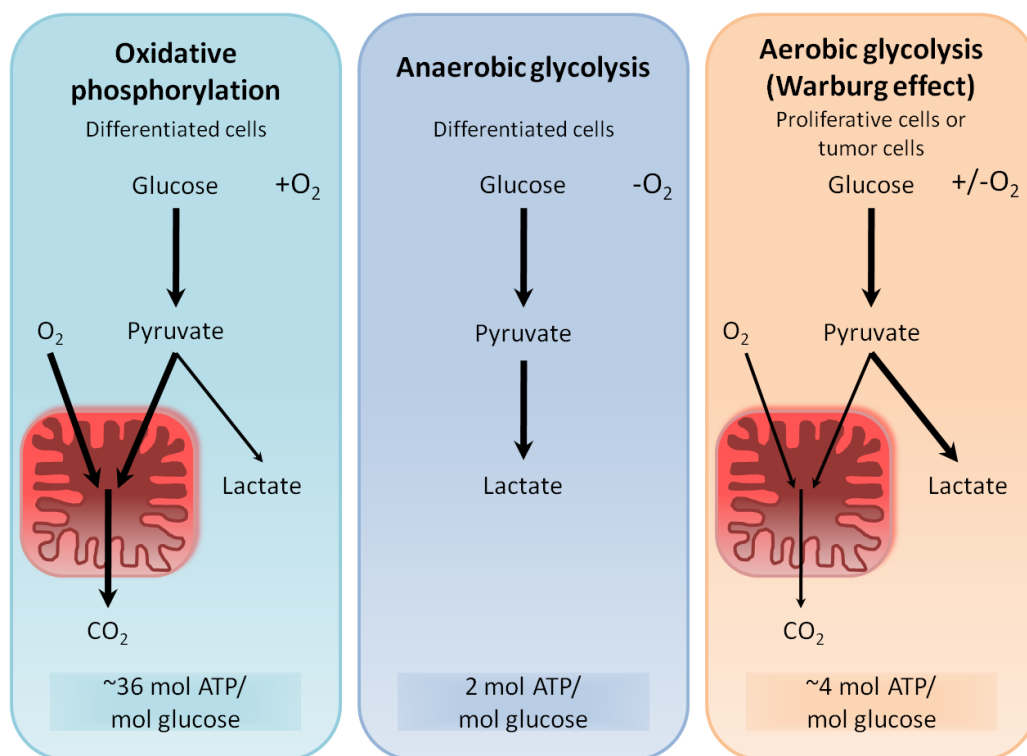 Oxidative
phosphorylation
Differentiated cells
Glucose +O₂
O₂ Pyruvate
Lactate
CO₂
~36 mol ATP/
mol glucose
Anaerobic glycolysis
Differentiated cells
Glucose -O₂
Pyruvate
Lactate
2 mol ATP/
mol glucose
Aerobic glycolysis
(Warburg effect)
Proliferative cells or
tumor cells
Glucose +/-O₂
O₂ Pyruvate
Lactate
CO₂
~4 mol ATP/
mol glucose